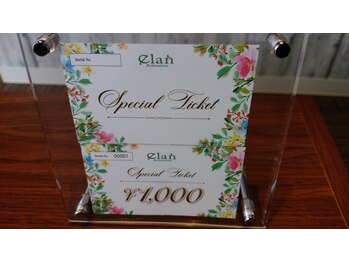 Serial No.
elan
Special Ticket
Serial No. 00001
elan
Special Ticket
¥1,000